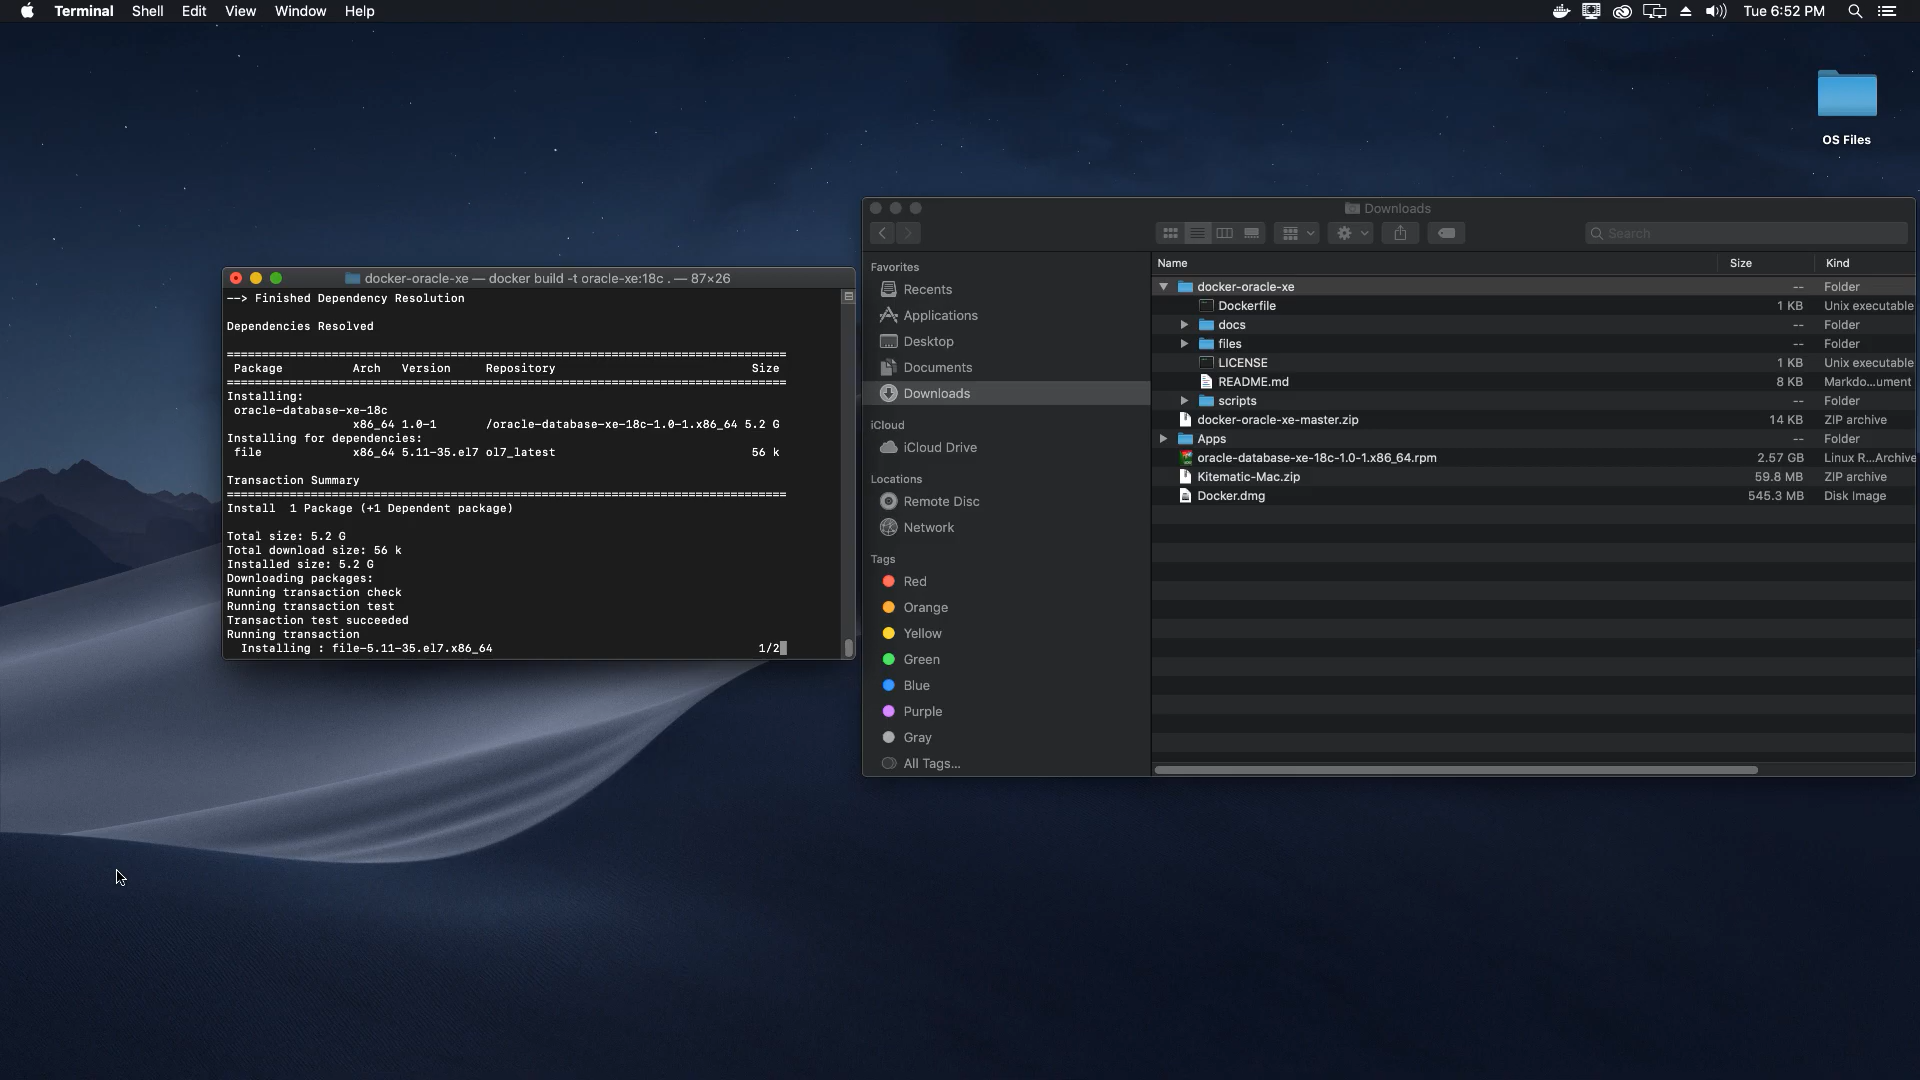 Terminal Shell Edit View Window Help Tue 6:52 PM
OS Files
docker-oracle-xe — docker build -t oracle-xe:18c . — 87×26
--> Finished Dependency Resolution
Dependencies Resolved
================================================================================
Package Arch Version Repository Size
================================================================================
Installing:
oracle-database-xe-18c
x86_64 1.0-1 /oracle-database-xe-18c-1.0-1.x86_64 5.2 G
Installing for dependencies:
file x86_64 5.11-35.el7 ol7_latest 56 k
Transaction Summary
================================================================================
Install 1 Package (+1 Dependent package)
Total size: 5.2 G
Total download size: 56 k
Installed size: 5.2 G
Downloading packages:
Running transaction check
Running transaction test
Transaction test succeeded
Running transaction
Installing : file-5.11-35.el7.x86_64 1/2
Downloads
Search
Favorites
Recents
Applications
Desktop
Documents
Downloads
iCloud
iCloud Drive
Locations
Remote Disc
Network
Tags
Red
Orange
Yellow
Green
Blue
Purple
Gray
All Tags...
Name Size Kind
docker-oracle-xe -- Folder
Dockerfile 1 KB Unix executable
docs -- Folder
files -- Folder
LICENSE 1 KB Unix executable
README.md 8 KB Markdo...ument
scripts -- Folder
docker-oracle-xe-master.zip 14 KB ZIP archive
Apps -- Folder
oracle-database-xe-18c-1.0-1.x86_64.rpm 2.57 GB Linux R...Archive
Kitematic-Mac.zip 59.8 MB ZIP archive
Docker.dmg 545.3 MB Disk Image